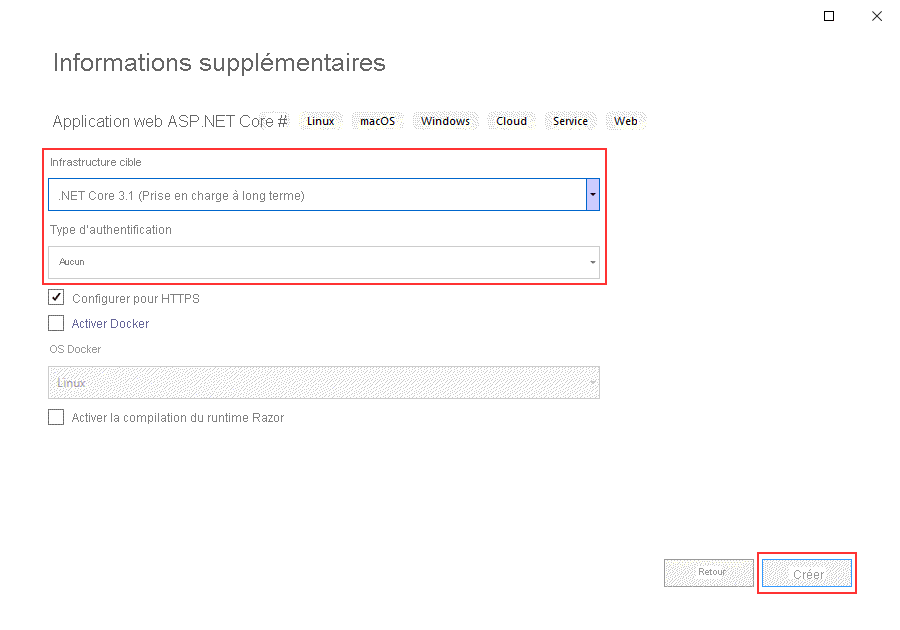 Informations supplémentaires
Application web ASP.NET Core # Linux macOS Windows Cloud Service Web
Infrastructure cible
.NET Core 3.1 (Prise en charge à long terme)
Type d'authentification
Aucun
Configurer pour HTTPS
Activer Docker
OS Docker
Linux
Activer la compilation du runtime Razor
Retour Créer